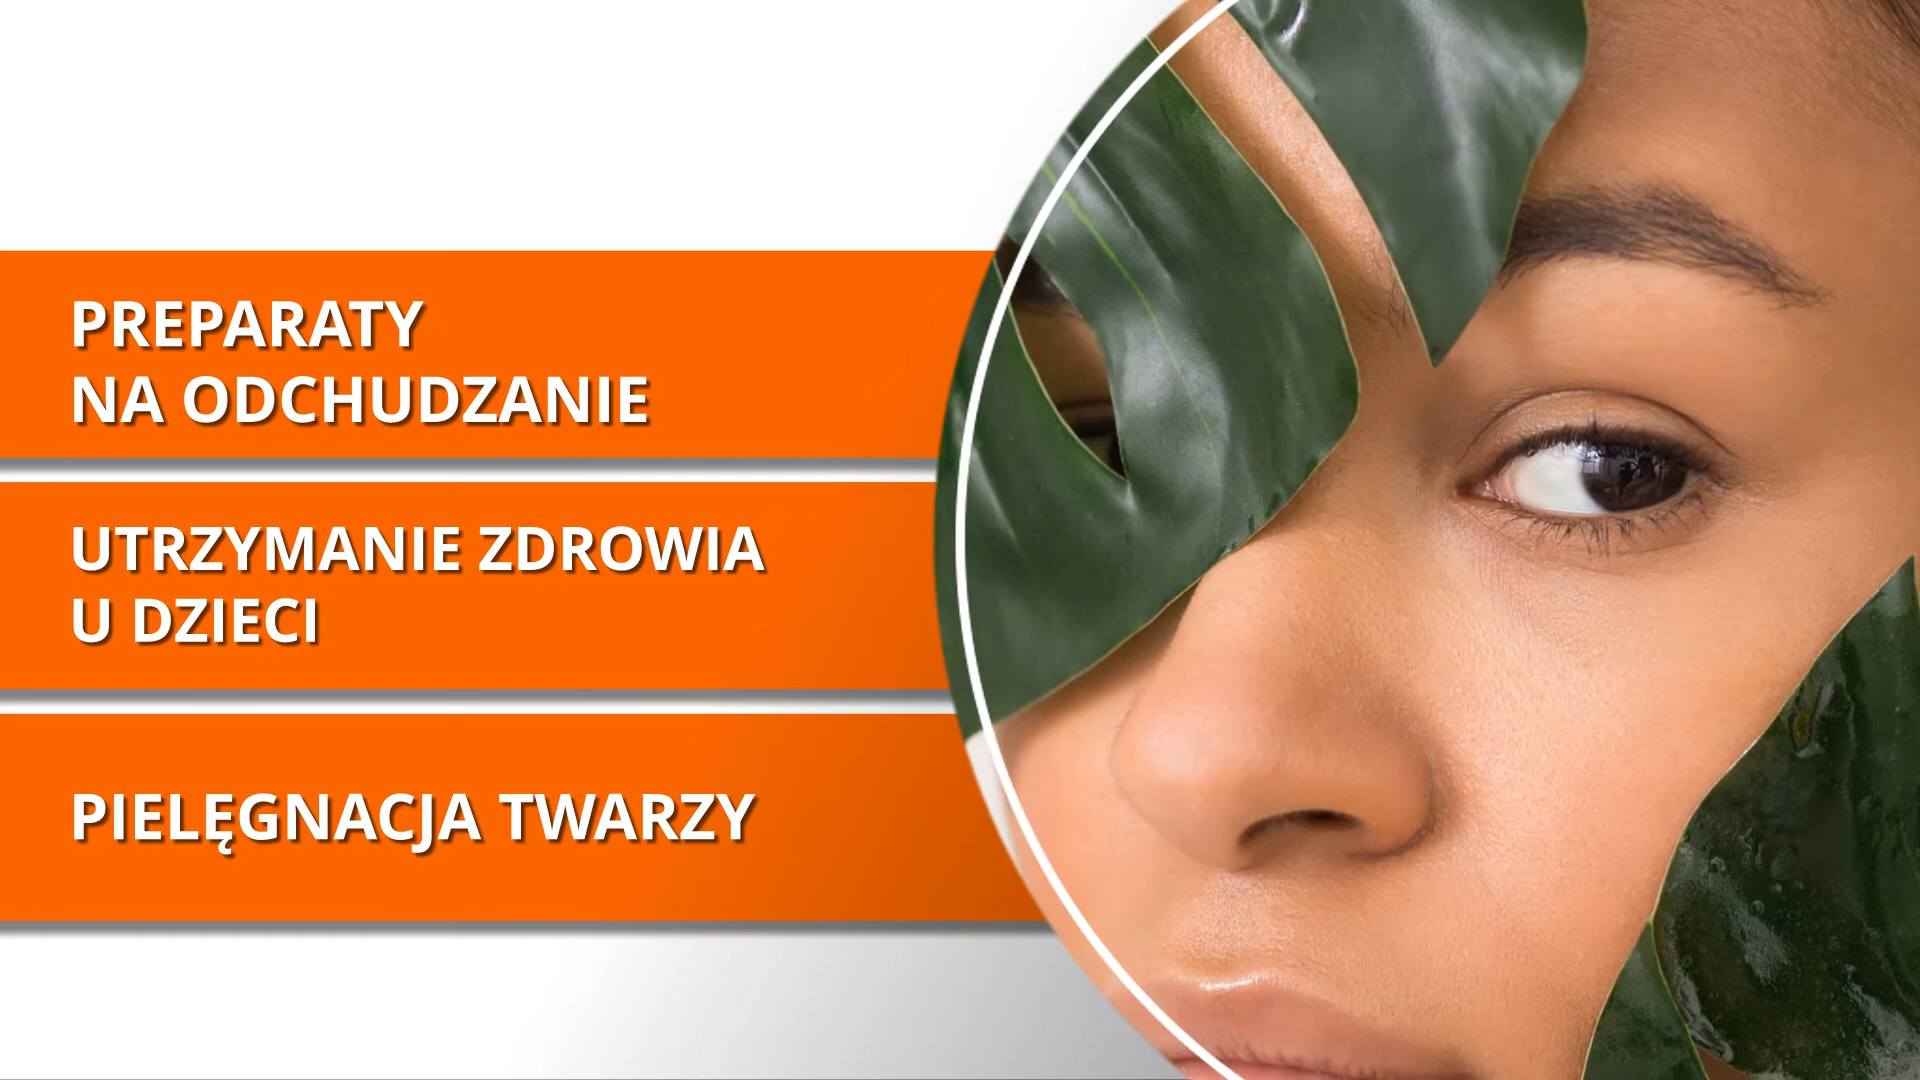 PREPARATY
NA ODCHUDZANIE
UTRZYMANIE ZDROWIA
U DZIECI
PIELĘGNACJA TWARZY